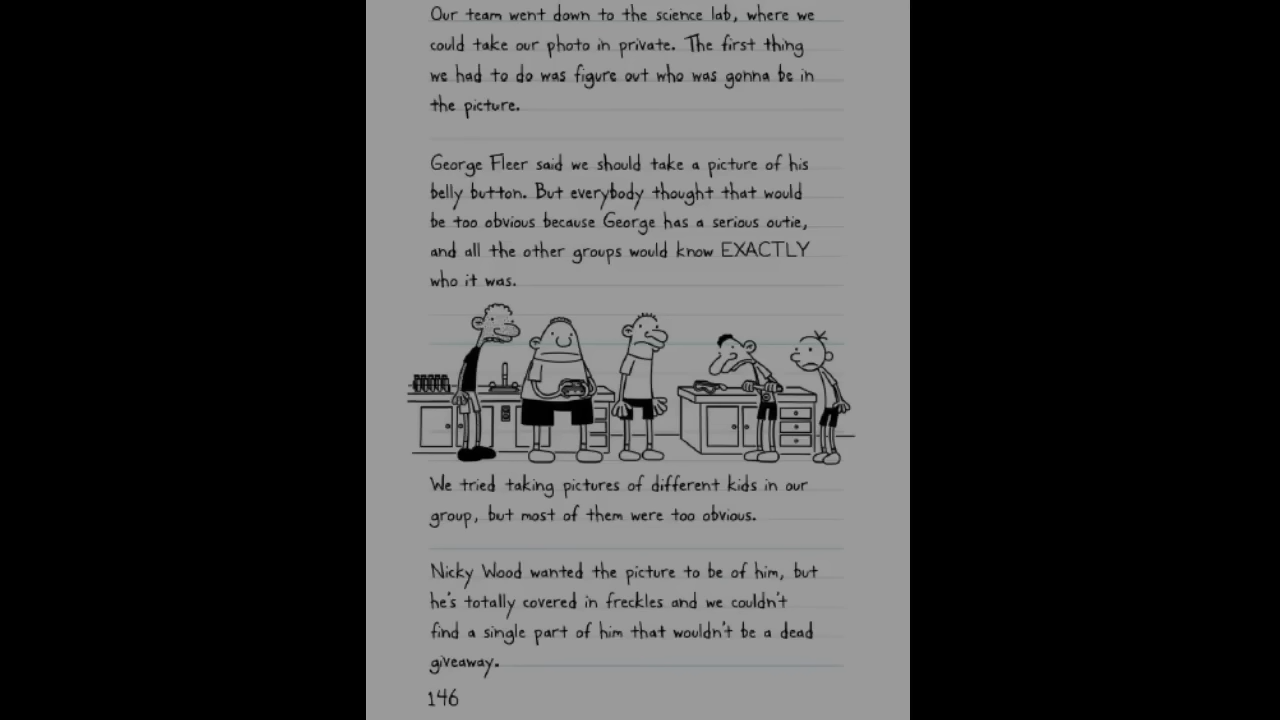 Our team went down to the science lab, where we
could take our photo in private. The first thing
we had to do was figure out who was gonna be in
the picture.
George Fleer said we should take a picture of his
belly button. But everybody thought that would
be too obvious because George has a serious outie,
and all the other groups would know EXACTLY
who it was.
We tried taking pictures of different kids in our
group, but most of them were too obvious.
Nicky Wood wanted the picture to be of him, but
he's totally covered in freckles and we couldn't
find a single part of him that wouldn't be a dead
giveaway.
146